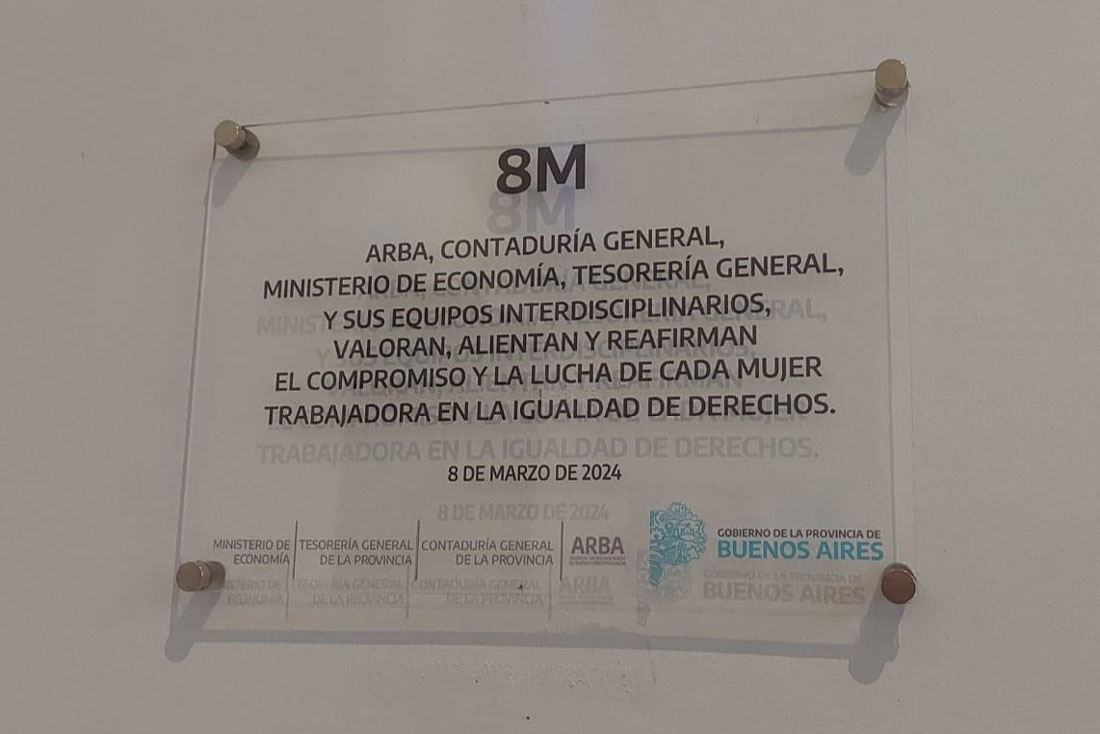 8M
ARBA, CONTADURÍA GENERAL,
MINISTERIO DE ECONOMÍA, TESORERÍA GENERAL,
Y SUS EQUIPOS INTERDISCIPLINARIOS,
VALORAN, ALIENTAN Y REAFIRMAN
EL COMPROMISO Y LA LUCHA DE CADA MUJER
TRABAJADORA EN LA IGUALDAD DE DERECHOS.
8 DE MARZO DE 2024
MINISTERIO DE
ECONOMÍA
TESORERÍA GENERAL
DE LA PROVINCIA
CONTADURÍA GENERAL
DE LA PROVINCIA
ARBA
GOBIERNO DE LA PROVINCIA DE
BUENOS AIRES